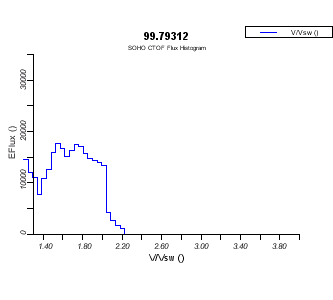 V/Vsw ()
99.79312
SOHO CTOF Flux Histogram
EFlux ()
30000
20000
10000
0
1.40 1.80 2.20 2.60 3.00 3.40 3.80
V/Vsw ()